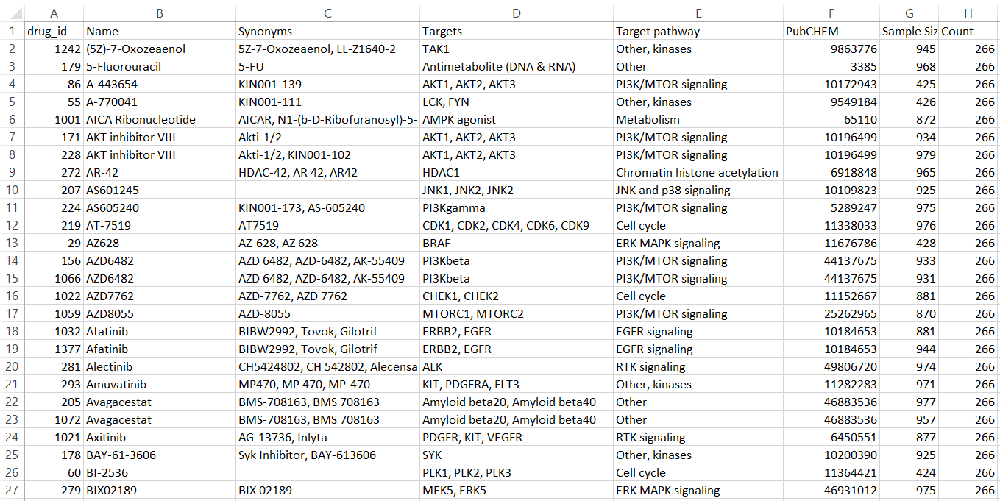 A B C D E F G H
1 drug_id Name Synonyms Targets Target pathway PubCHEM Sample Siz Count
2 1242 (5Z)-7-Oxozeaenol 5Z-7-Oxozeaenol, LL-Z1640-2 TAK1 Other, kinases 9863776 945 266
3 179 5-Fluorouracil 5-FU Antimetabolite (DNA & RNA) Other 3385 968 266
4 86 A-443654 KIN001-139 AKT1, AKT2, AKT3 PI3K/MTOR signaling 10172943 425 266
5 55 A-770041 KIN001-111 LCK, FYN Other, kinases 9549184 426 266
6 1001 AICA Ribonucleotide AICAR, N1-(b-D-Ribofuranosyl)-5- AMPK agonist Metabolism 65110 872 266
7 171 AKT inhibitor VIII Akti-1/2 AKT1, AKT2, AKT3 PI3K/MTOR signaling 10196499 934 266
8 228 AKT inhibitor VIII Akti-1/2, KIN001-102 AKT1, AKT2, AKT3 PI3K/MTOR signaling 10196499 979 266
9 272 AR-42 HDAC-42, AR 42, AR42 HDAC1 Chromatin histone acetylation 6918848 965 266
10 207 AS601245 JNK1, JNK2, JNK2 JNK and p38 signaling 10109823 925 266
11 224 AS605240 KIN001-173, AS-605240 PI3Kgamma PI3K/MTOR signaling 5289247 975 266
12 219 AT-7519 AT7519 CDK1, CDK2, CDK4, CDK6, CDK9 Cell cycle 11338033 976 266
13 29 AZ628 AZ-628, AZ 628 BRAF ERK MAPK signaling 11676786 428 266
14 156 AZD6482 AZD 6482, AZD-6482, AK-55409 PI3Kbeta PI3K/MTOR signaling 44137675 933 266
15 1066 AZD6482 AZD 6482, AZD-6482, AK-55409 PI3Kbeta PI3K/MTOR signaling 44137675 931 266
16 1022 AZD7762 AZD-7762, AZD 7762 CHEK1, CHEK2 Cell cycle 11152667 881 266
17 1059 AZD8055 AZD-8055 MTORC1, MTORC2 PI3K/MTOR signaling 25262965 870 266
18 1032 Afatinib BIBW2992, Tovok, Gilotrif ERBB2, EGFR EGFR signaling 10184653 881 266
19 1377 Afatinib BIBW2992, Tovok, Gilotrif ERBB2, EGFR EGFR signaling 10184653 944 266
20 281 Alectinib CH5424802, CH 542802, Alecensa ALK RTK signaling 49806720 974 266
21 293 Amuvatinib MP470, MP 470, MP-470 KIT, PDGFRA, FLT3 Other, kinases 11282283 971 266
22 205 Avagacestat BMS-708163, BMS 708163 Amyloid beta20, Amyloid beta40 Other 46883536 977 266
23 1072 Avagacestat BMS-708163, BMS 708163 Amyloid beta20, Amyloid beta40 Other 46883536 957 266
24 1021 Axitinib AG-13736, Inlyta PDGFR, KIT, VEGFR RTK signaling 6450551 877 266
25 178 BAY-61-3606 Syk Inhibitor, BAY-613606 SYK Other, kinases 10200390 925 266
26 60 BI-2536 PLK1, PLK2, PLK3 Cell cycle 11364421 424 266
27 279 BIX02189 BIX 02189 MEK5, ERK5 ERK MAPK signaling 46931012 975 266